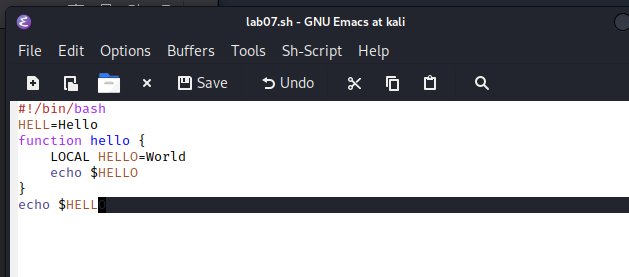 lab07.sh - GNU Emacs at kali
File Edit Options Buffers Tools Sh-Script Help
Save Undo
#!/bin/bash
HELL=Hello
function hello {
    LOCAL HELLO=World
    echo $HELLO
}
echo $HELLO